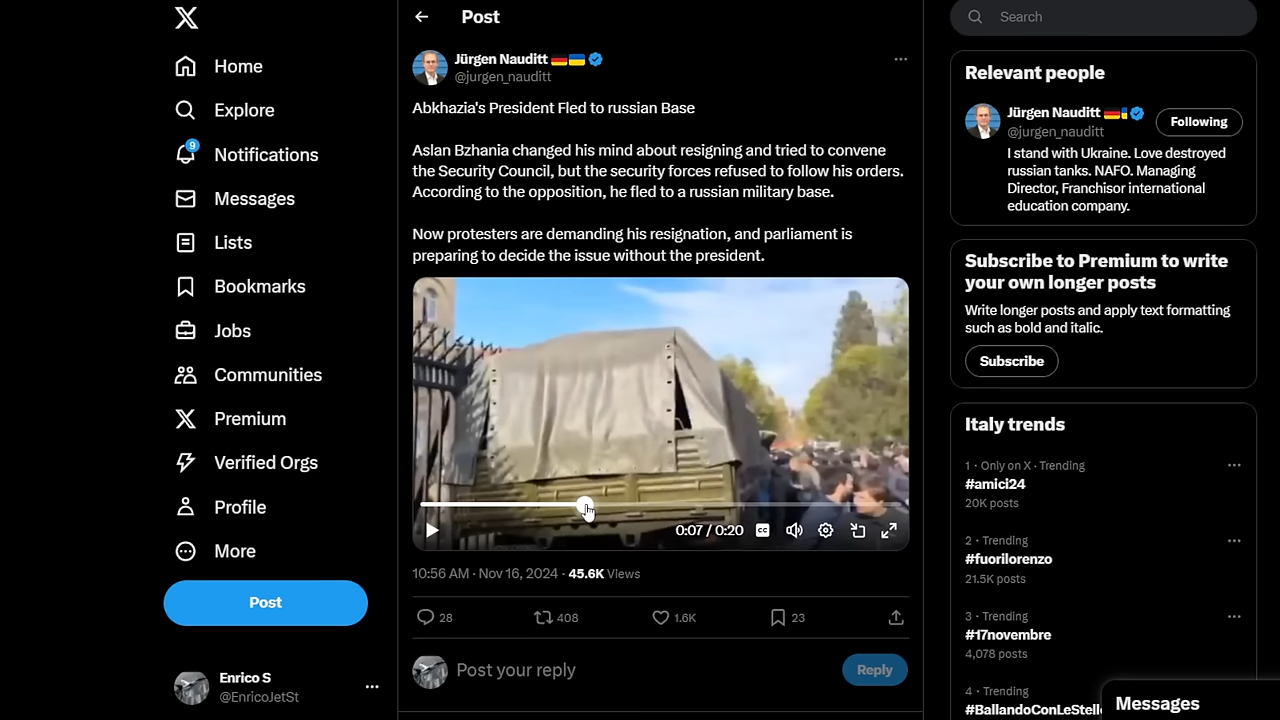 Home
Explore
9
Notifications
Messages
Lists
Bookmarks
Jobs
Communities
Premium
Verified Orgs
Profile
More
Post
Enrico S
@EnricoJetSt
Post
Jürgen Nauditt
@jurgen_nauditt
Abkhazia's President Fled to russian Base
Aslan Bzhania changed his mind about resigning and tried to convene
the Security Council, but the security forces refused to follow his orders.
According to the opposition, he fled to a russian military base.
Now protesters are demanding his resignation, and parliament is
preparing to decide the issue without the president.
0:07 / 0:20
CC
10:56 AM · Nov 16, 2024 · 45.6K Views
28
408
1.6K
23
Post your reply
Reply
Search
Relevant people
Jürgen Nauditt
@jurgen_nauditt
Following
I stand with Ukraine. Love destroyed
russian tanks. NAFO. Managing
Director, Franchisor international
education company.
Subscribe to Premium to write
your own longer posts
Write longer posts and apply text formatting
such as bold and italic.
Subscribe
Italy trends
1 · Only on X · Trending
#amici24
20K posts
2 · Trending
#fuorilorenzo
21.5K posts
3 · Trending
#17novembre
4,078 posts
4 · Trending
#BallandoConLeStell
Messages